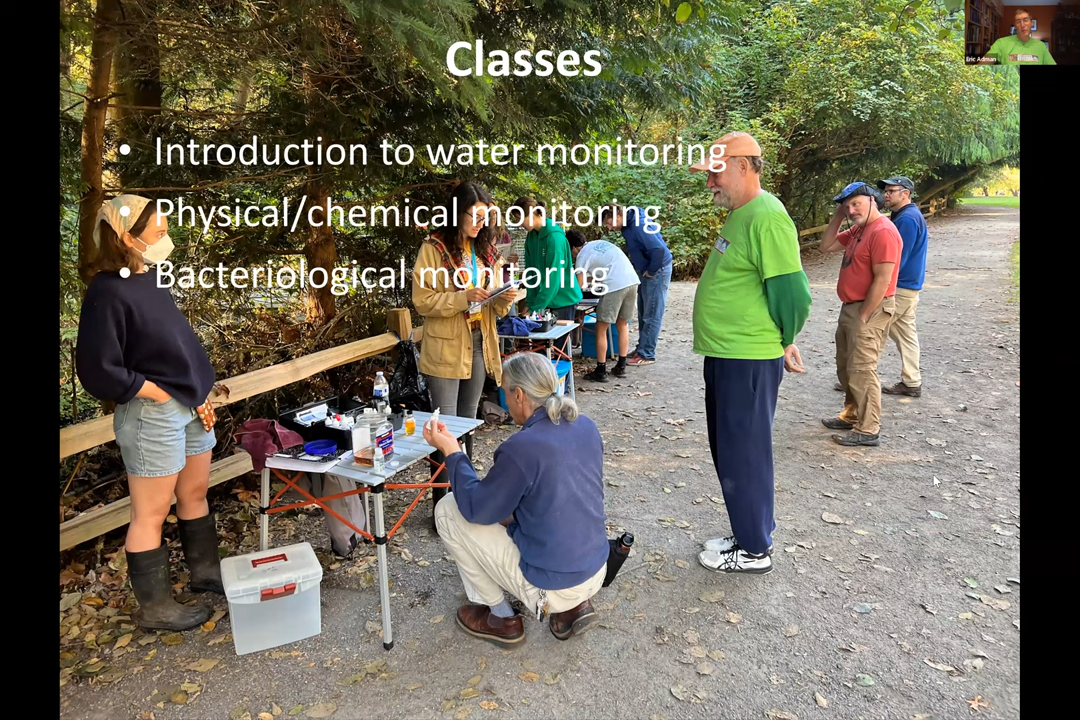 Classes
• Introduction to water monitoring
• Physical/chemical monitoring
• Bacteriological monitoring
Eric Adman